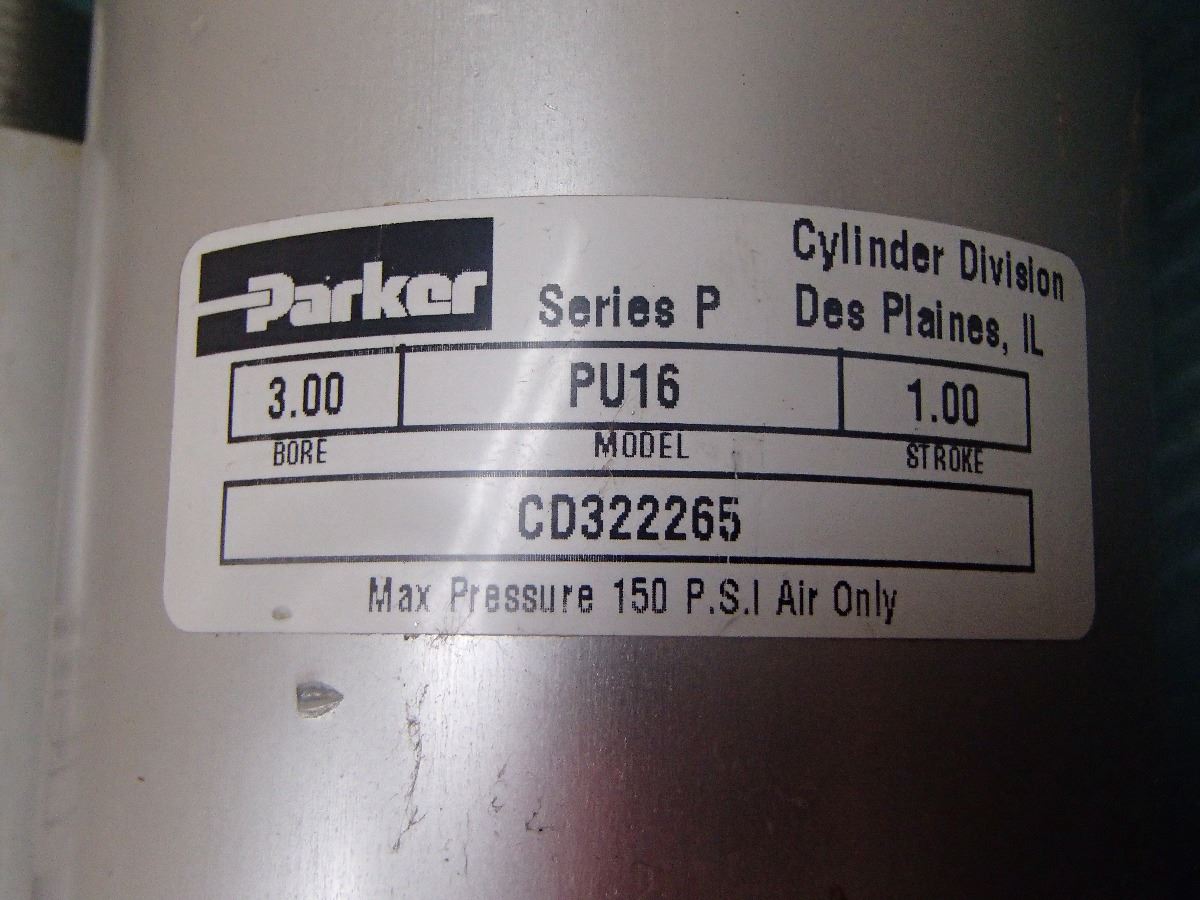 Parker
Series P
Cylinder Division
Des Plaines, IL
3.00 PU16 1.00
BORE MODEL STROKE
CD322265
Max Pressure 150 P.S.I Air Only